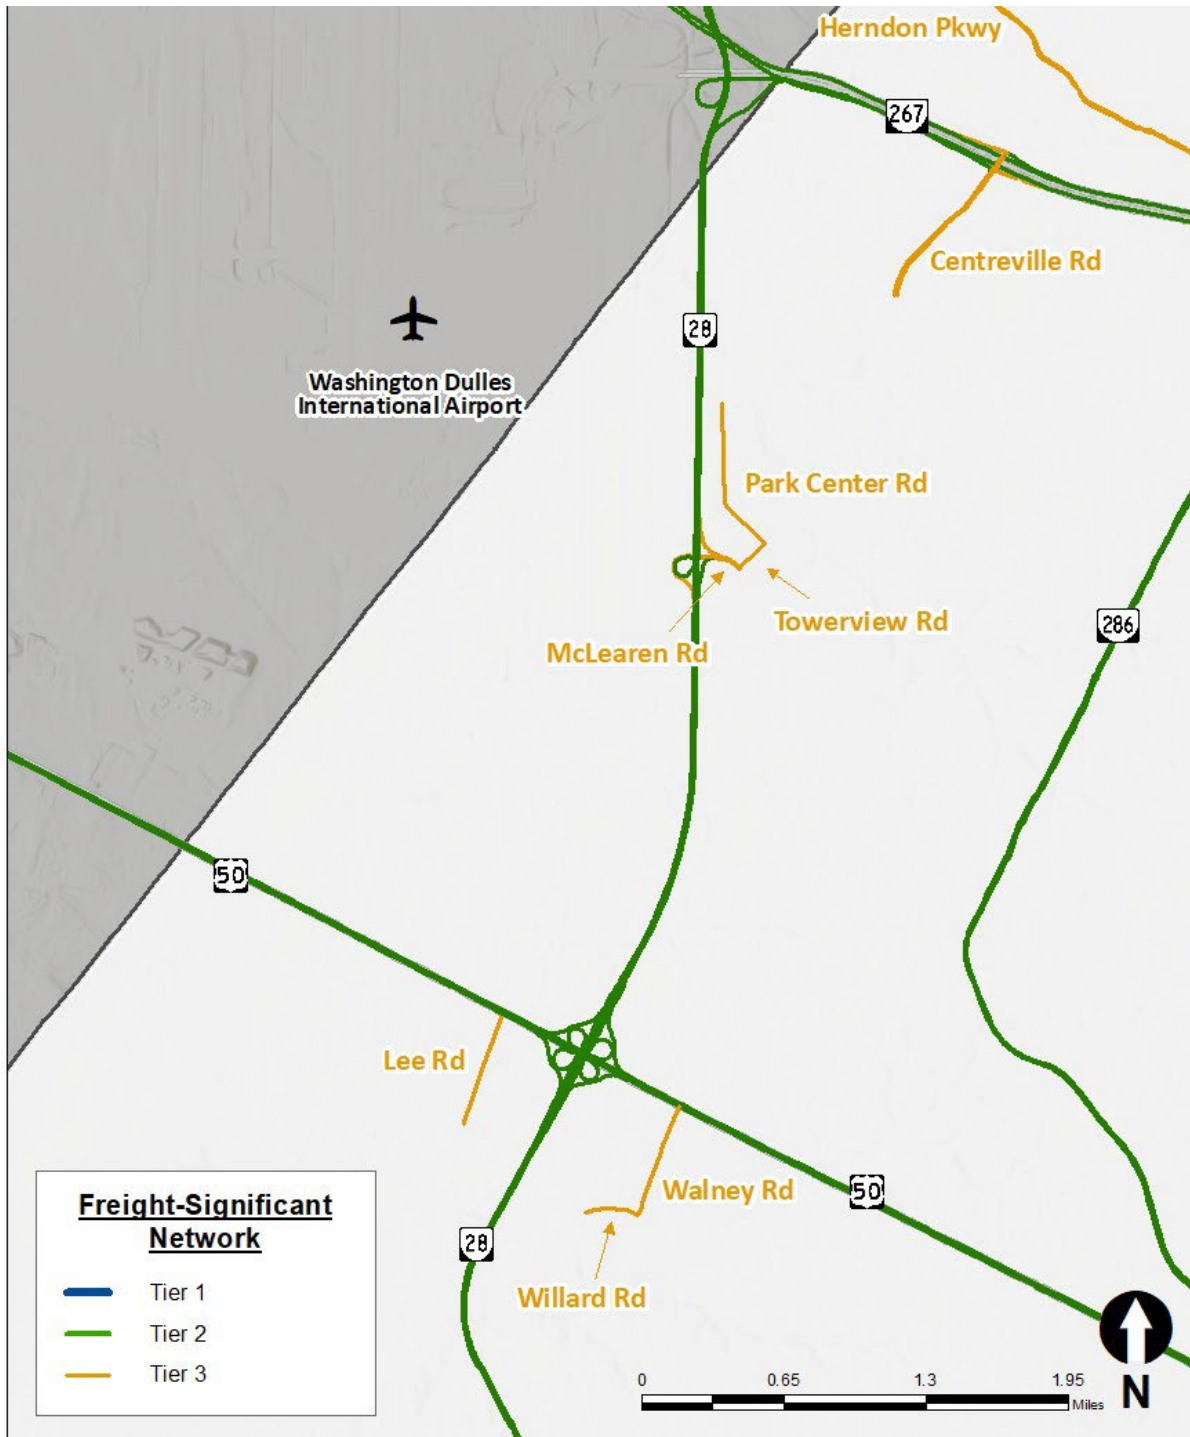 Herndon Pkwy
267
Centreville Rd
28
Washington Dulles
International Airport
Park Center Rd
Towerview Rd
McLearen Rd
286
50
Lee Rd
Walney Rd
50
28
Willard Rd
Freight-Significant
Network
Tier 1
Tier 2
Tier 3
0 0.65 1.3 1.95
Miles
N